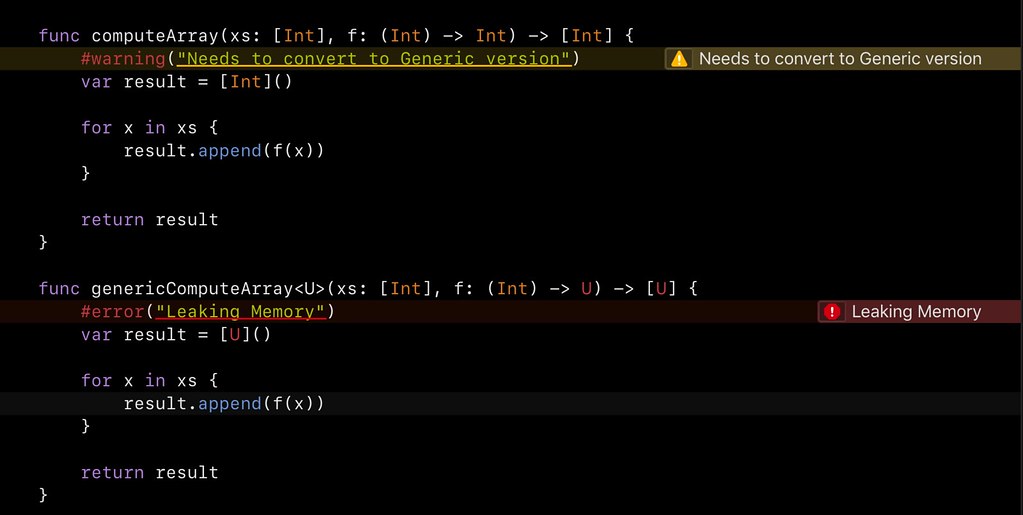 func computeArray(xs: [Int], f: (Int) -> Int) -> [Int] {
    #warning("Needs to convert to Generic version") Needs to convert to Generic version
    var result = [Int]()
    for x in xs {
        result.append(f(x))
    }
    return result
}
func genericComputeArray<U>(xs: [Int], f: (Int) -> U) -> [U] {
    #error("Leaking Memory") Leaking Memory
    var result = [U]()
    for x in xs {
        result.append(f(x))
    }
    return result
}